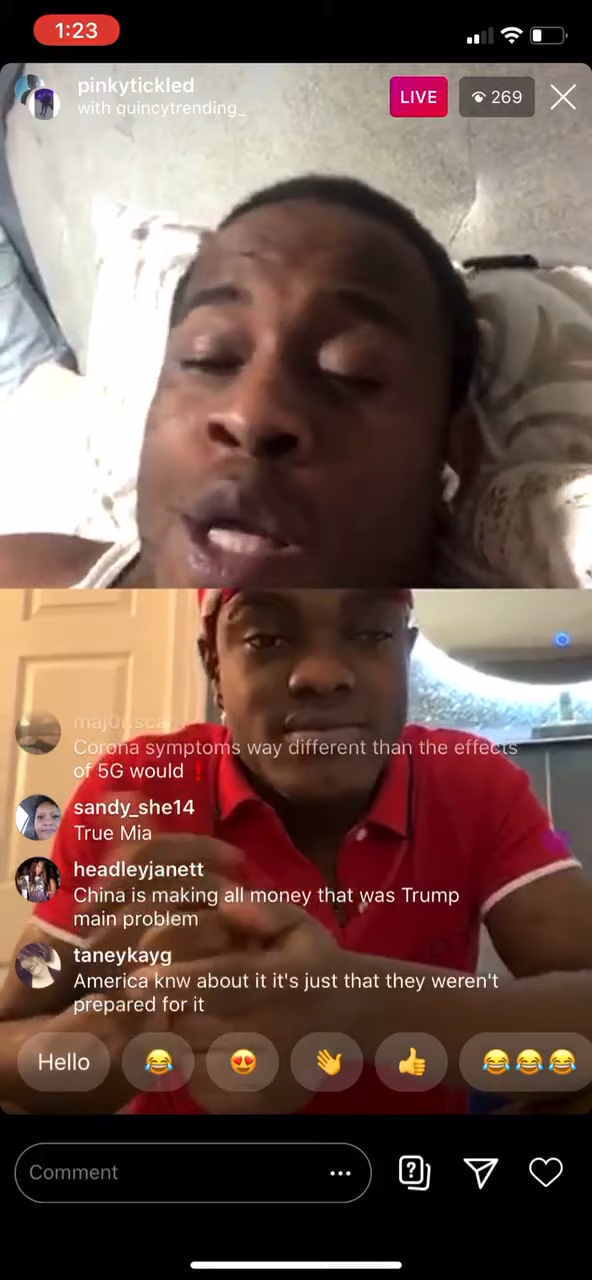 1:23
pinkytickled
LIVE
269
with quincytrending_
Corona symptoms way different than the effects
of 5G would❗
sandy_she14
True Mia
headleyjanett
China is making all money that was Trump
main problem
taneykayg
America knw about it it's just that they weren't
prepared for it
Hello 😂 😍 👋 👍 😂😂😂
Comment